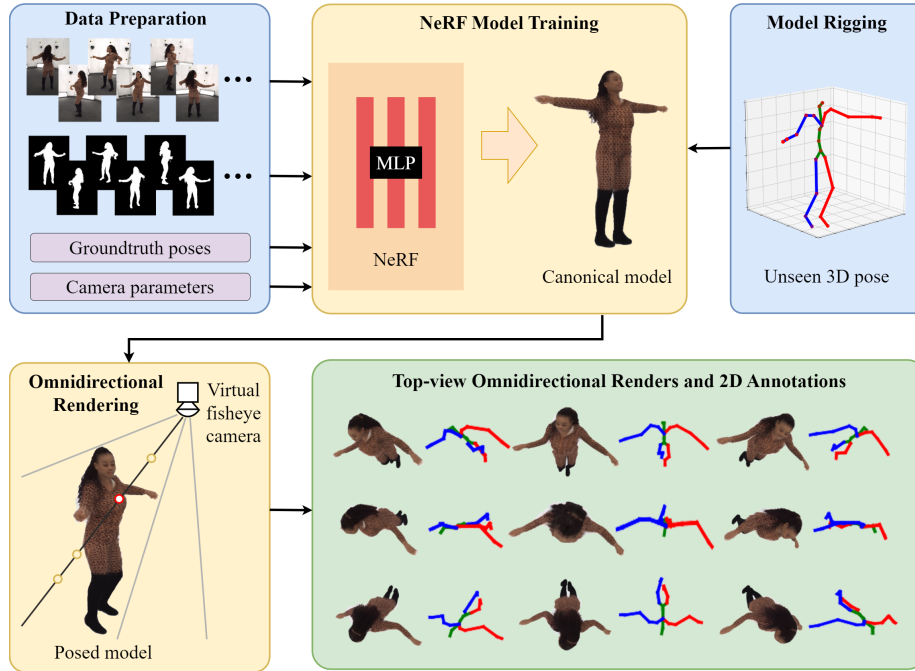 Data Preparation
Groundtruth poses
Camera parameters
NeRF Model Training
MLP
NeRF
Canonical model
Model Rigging
Unseen 3D pose
Omnidirectional
Rendering
Virtual
fisheye
camera
Posed model
Top-view Omnidirectional Renders and 2D Annotations